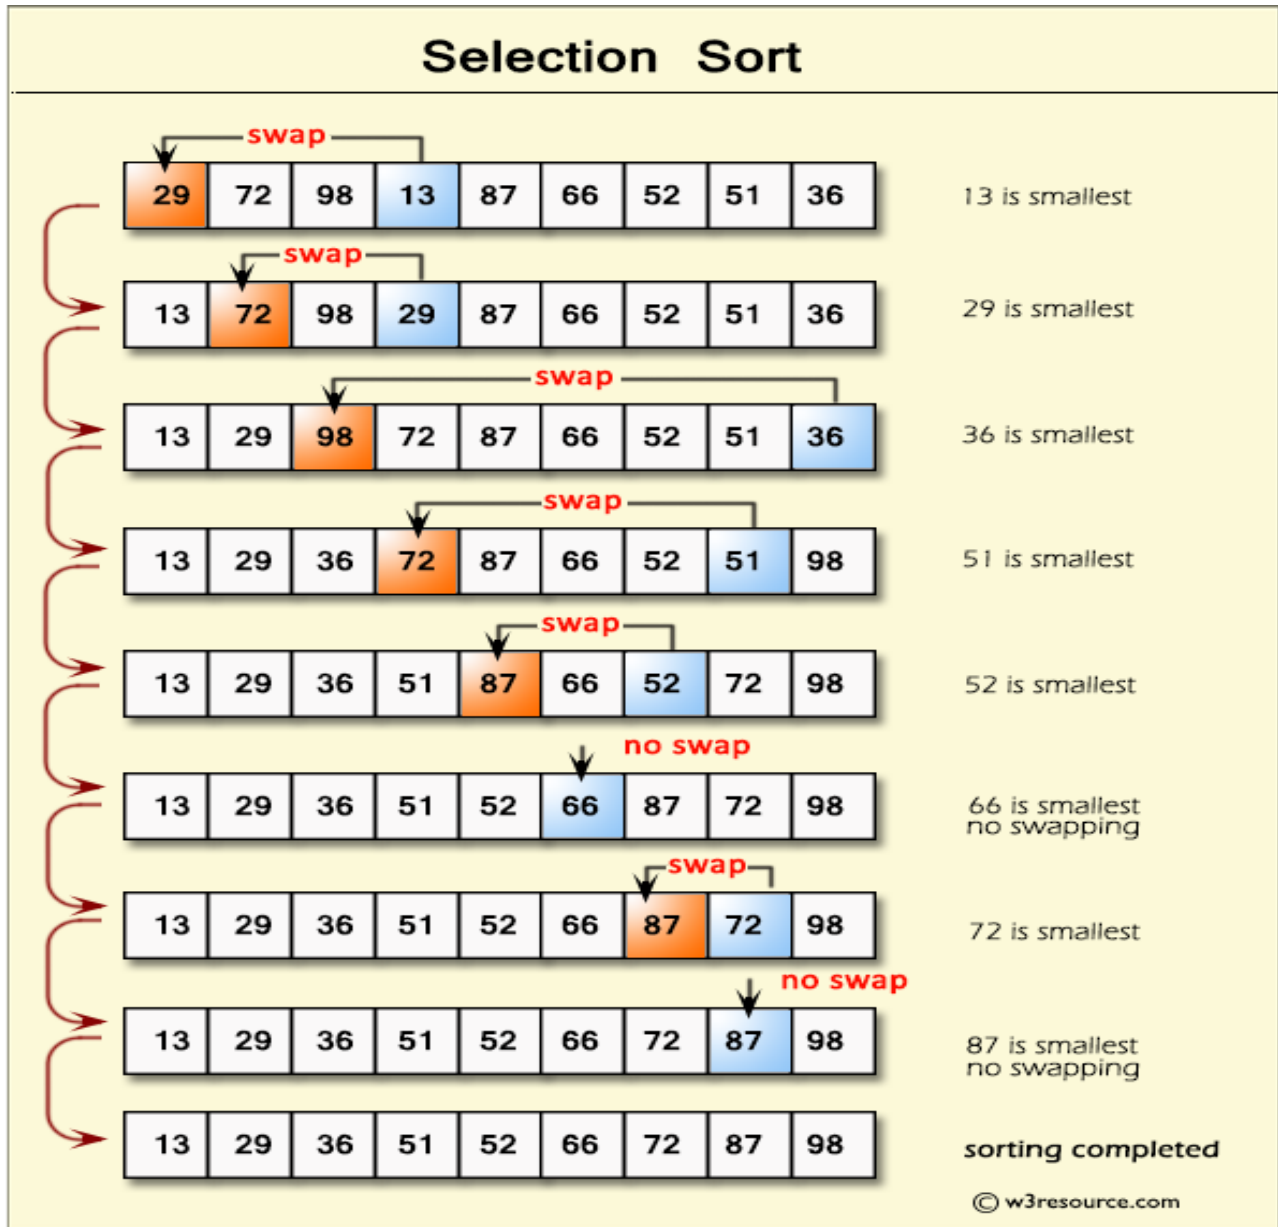 Selection Sort
swap
29 72 98 13 87 66 52 51 36
13 is smallest
swap
13 72 98 29 87 66 52 51 36
29 is smallest
swap
13 29 98 72 87 66 52 51 36
36 is smallest
swap
13 29 36 72 87 66 52 51 98
51 is smallest
swap
13 29 36 51 87 66 52 72 98
52 is smallest
no swap
13 29 36 51 52 66 87 72 98
66 is smallest
no swapping
swap
13 29 36 51 52 66 87 72 98
72 is smallest
no swap
13 29 36 51 52 66 72 87 98
87 is smallest
no swapping
13 29 36 51 52 66 72 87 98
sorting completed
© w3resource.com